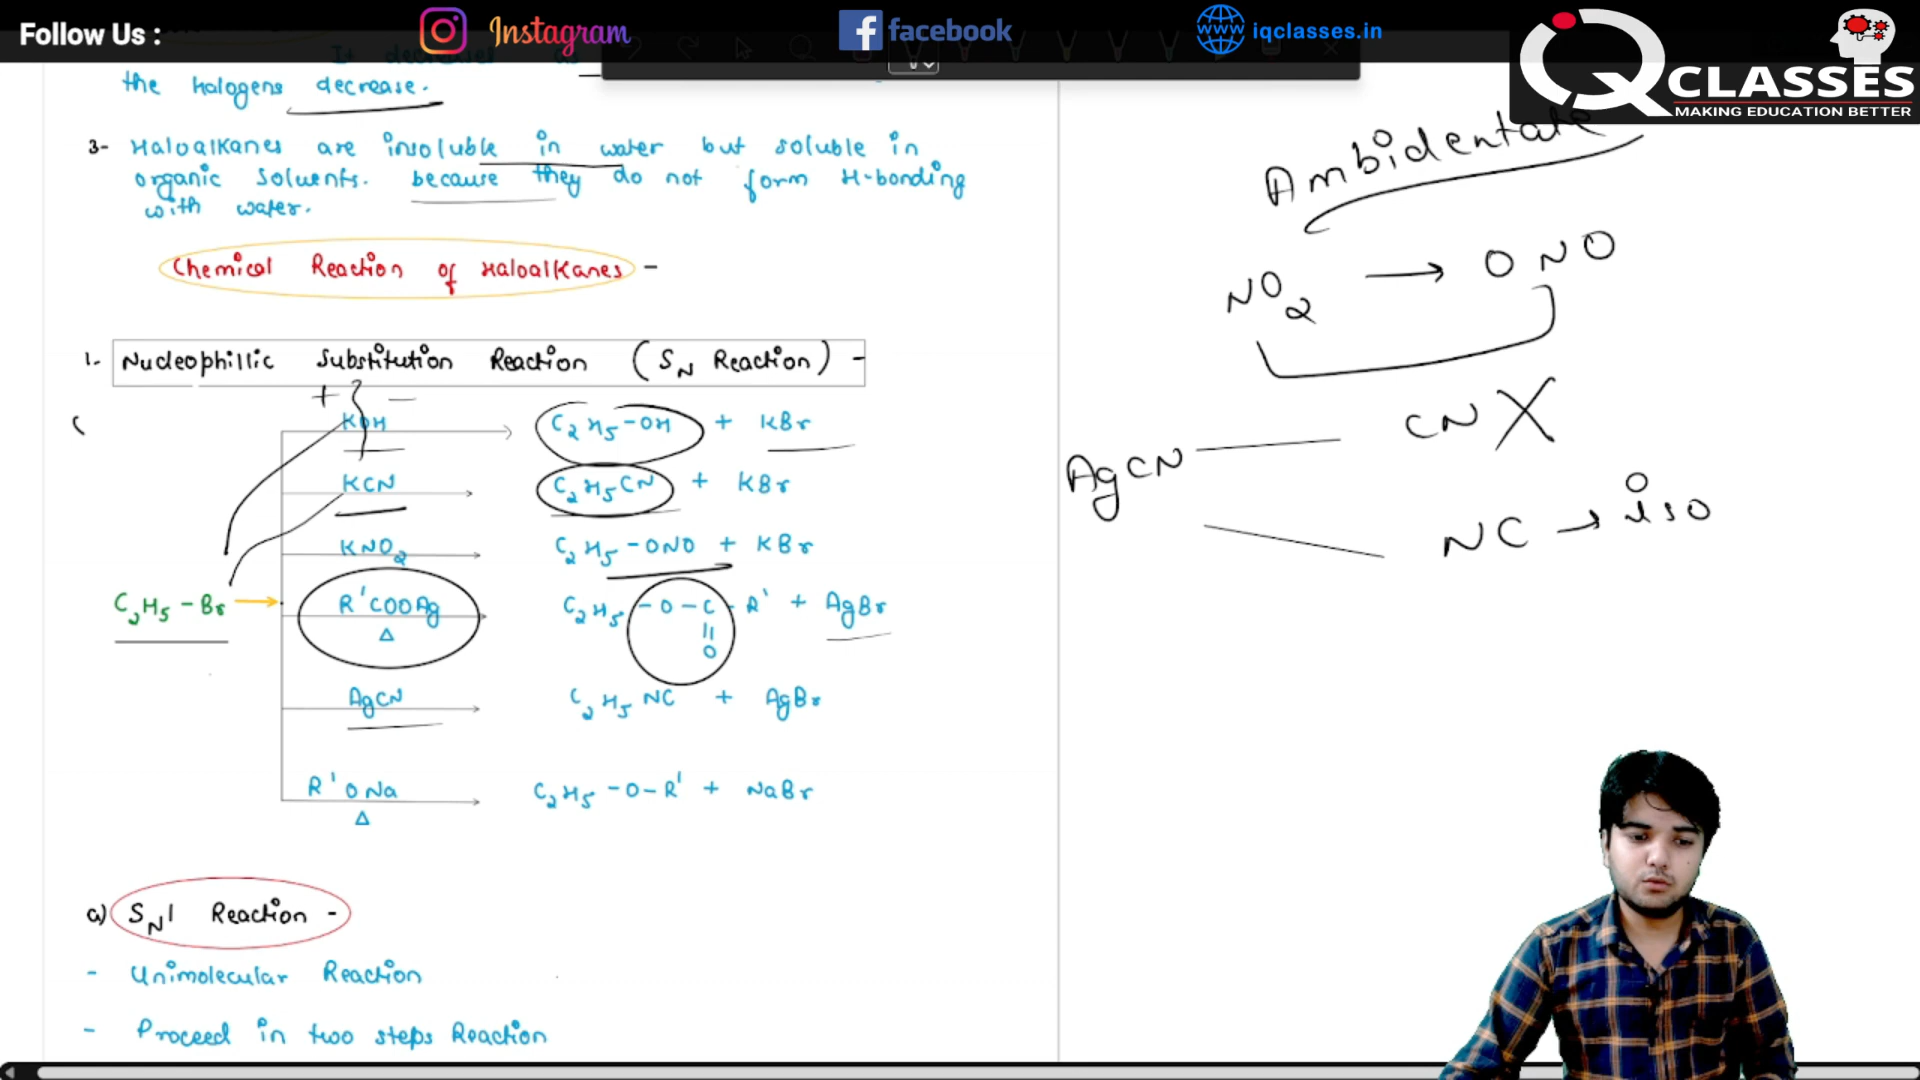 Follow Us :
Instagram
facebook
iqclasses.in
IQ CLASSES
MAKING EDUCATION BETTER
the Halogens decrease.
3- Haloalkanes are insoluble in water but soluble in
organic solvents. because they do not form H-bonding
with water.
Chemical Reaction of Haloalkanes -
1- Nucleophillic Substitution Reaction (SN Reaction) -
+ -
KOH C2H5-OH + KBr
KCN C2H5CN + KBr
KNO2 C2H5-ONO + KBr
C2H5-Br R'COOAg C2H5-O-C-R' + AgBr
Δ || O
AgCN C2H5NC + AgBr
R'ONa C2H5-O-R' + NaBr
Δ
a) SN1 Reaction -
- Unimolecular Reaction
- Proceed in two steps Reaction
Ambidentate
NO2 → ONO
AgCN
CN X
NC → iso